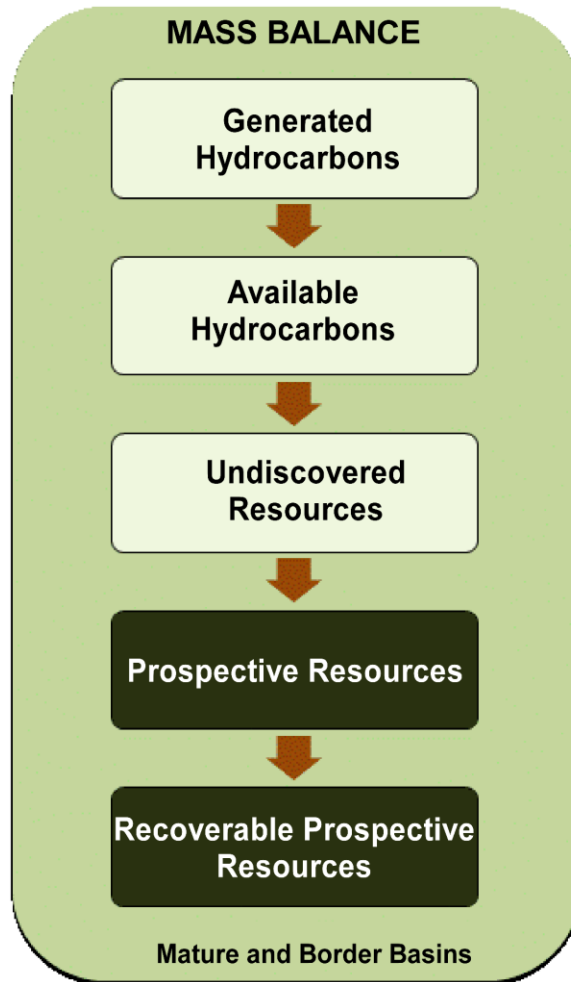 MASS BALANCE
Generated
Hydrocarbons
Available
Hydrocarbons
Undiscovered
Resources
Prospective Resources
Recoverable Prospective
Resources
Mature and Border Basins